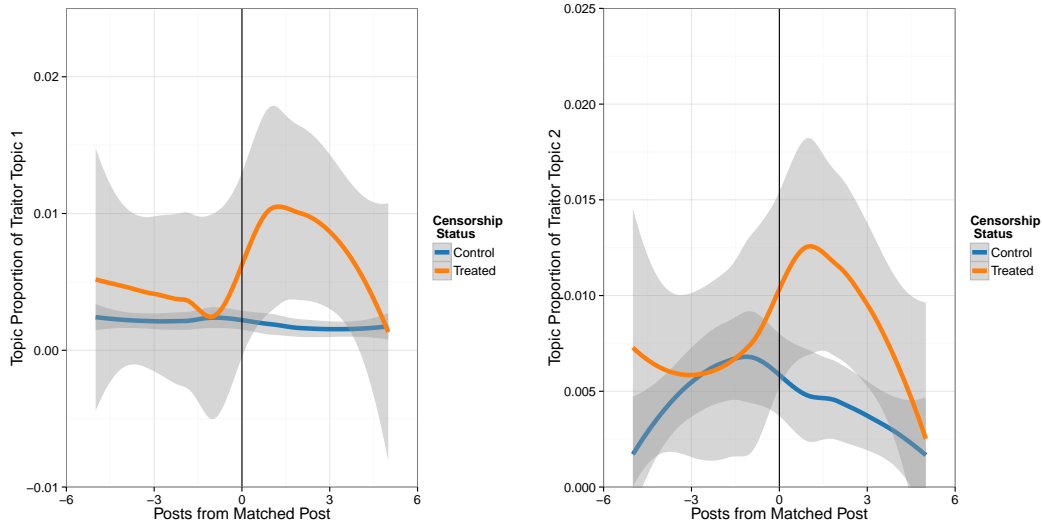 Topic Proportion of Traitor Topic 1
0.02
0.01
0.00
−0.01
−6
−3
0
3
6
Posts from Matched Post
Censorship
Status
Control
Treated
Topic Proportion of Traitor Topic 2
0.025
0.020
0.015
0.010
0.005
0.000
−6
−3
0
3
6
Posts from Matched Post
Censorship
Status
Control
Treated